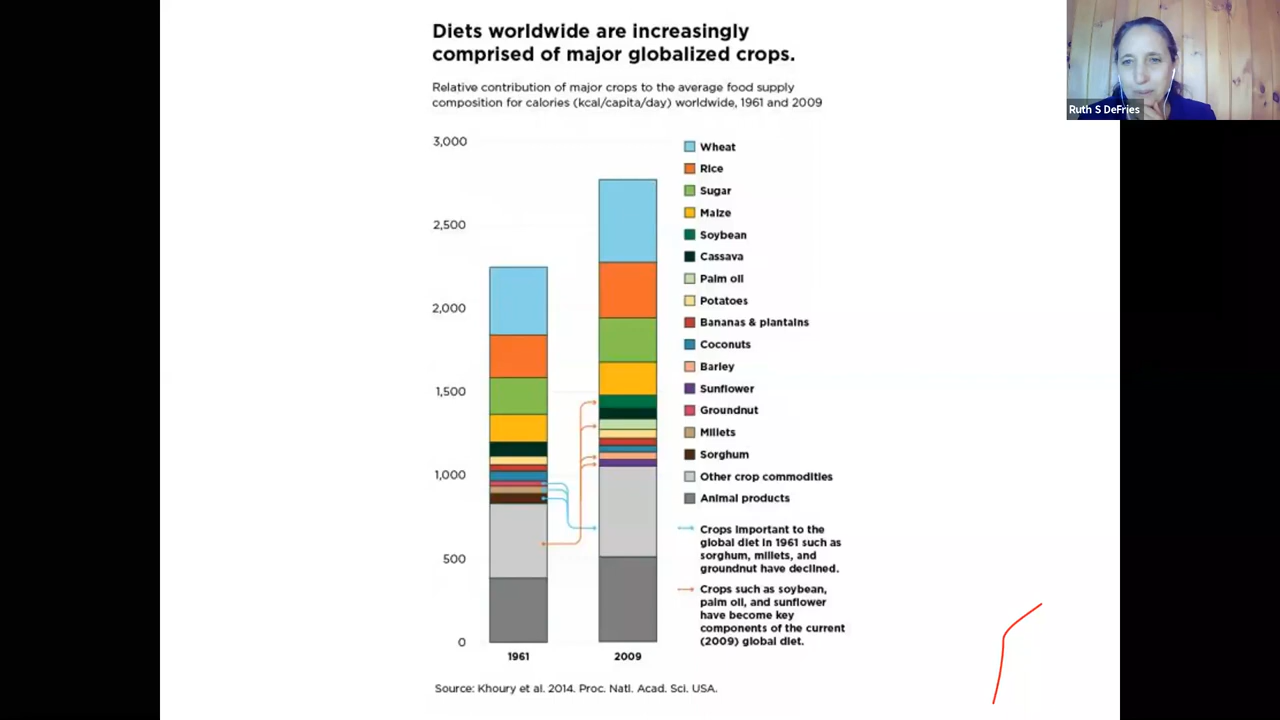 Diets worldwide are increasingly
comprised of major globalized crops.
Relative contribution of major crops to the average food supply
composition for calories (kcal/capita/day) worldwide, 1961 and 2009
Ruth S DeFries
3,000
2,500
2,000
1,500
1,000
500
0
1961
2009
Wheat
Rice
Sugar
Maize
Soybean
Cassava
Palm oil
Potatoes
Bananas & plantains
Coconuts
Barley
Sunflower
Groundnut
Millets
Sorghum
Other crop commodities
Animal products
Crops important to the
global diet in 1961 such as
sorghum, millets, and
groundnut have declined.
Crops such as soybean,
palm oil, and sunflower
have become key
components of the current
(2009) global diet.
Source: Khoury et al. 2014. Proc. Natl. Acad. Sci. USA.